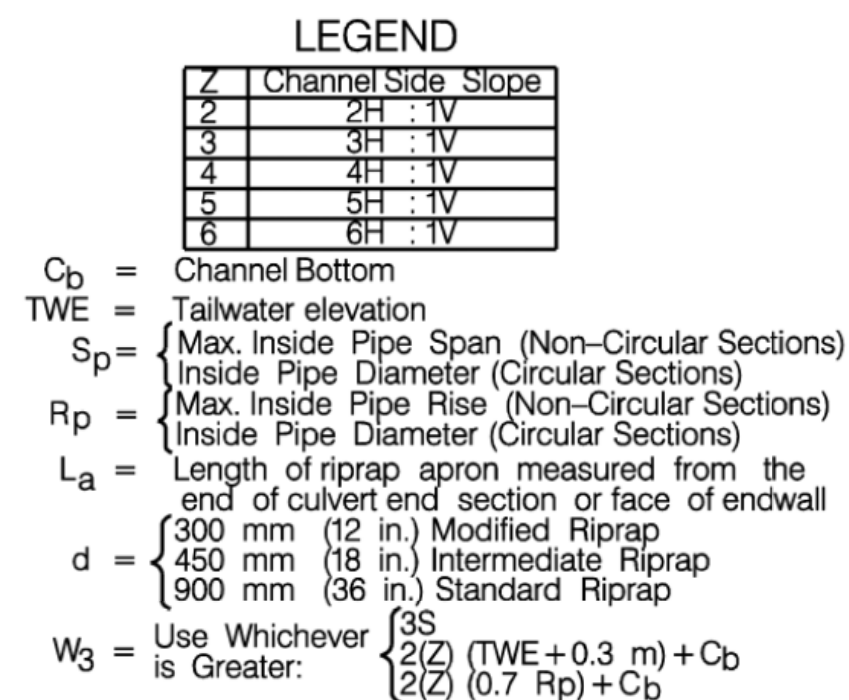 LEGEND
Z Channel Side Slope
2 2H : 1V
3 3H : 1V
4 4H : 1V
5 5H : 1V
6 6H : 1V
Cb = Channel Bottom
TWE = Tailwater elevation
Sp = { Max. Inside Pipe Span (Non–Circular Sections)
Inside Pipe Diameter (Circular Sections)
Rp = { Max. Inside Pipe Rise (Non–Circular Sections)
Inside Pipe Diameter (Circular Sections)
La = Length of riprap apron measured from the
end of culvert end section or face of endwall
d = { 300 mm (12 in.) Modified Riprap
450 mm (18 in.) Intermediate Riprap
900 mm (36 in.) Standard Riprap
W3 = Use Whichever is Greater: { 3S
2(Z) (TWE + 0.3 m) + Cb
2(Z) (0.7 Rp) + Cb